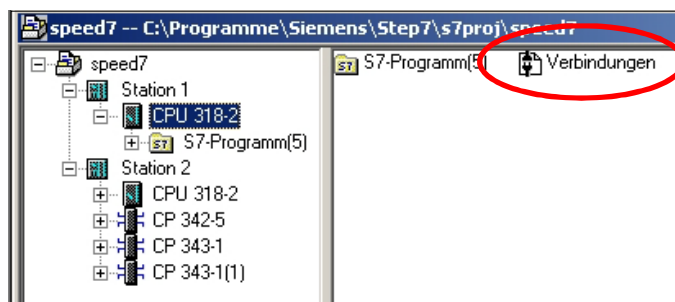 speed7 -- C:\Programme\Siemens\Step7\s7proj\speed7
speed7
Station 1
CPU 318-2
S7-Programm(5)
Station 2
CPU 318-2
CP 342-5
CP 343-1
CP 343-1(1)
S7-Programm(5) Verbindungen